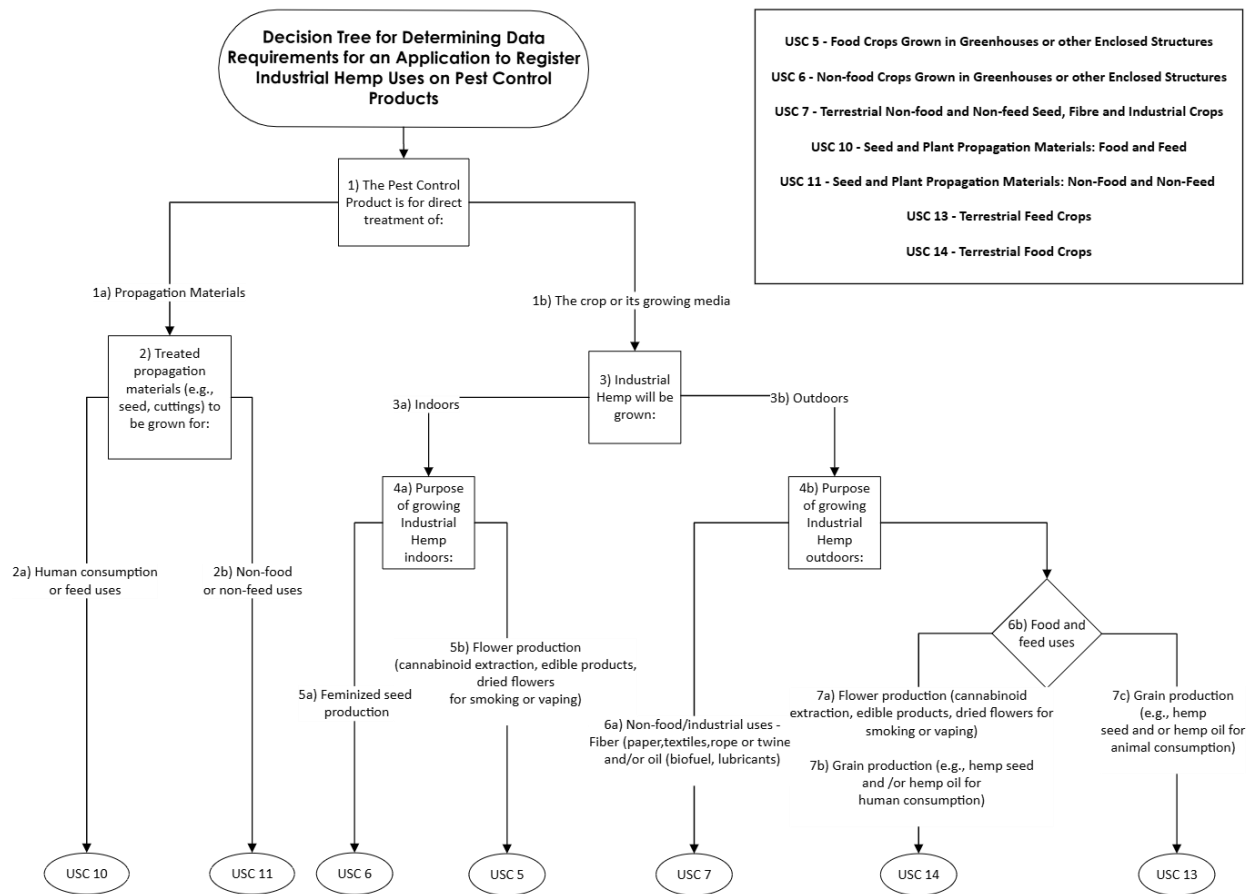 Decision Tree for Determining Data
Requirements for an Application to Register
Industrial Hemp Uses on Pest Control
Products
USC 5 - Food Crops Grown in Greenhouses or other Enclosed Structures
USC 6 - Non-food Crops Grown in Greenhouses or other Enclosed Structures
USC 7 - Terrestrial Non-food and Non-feed Seed, Fibre and Industrial Crops
USC 10 - Seed and Plant Propagation Materials: Food and Feed
USC 11 - Seed and Plant Propagation Materials: Non-Food and Non-Feed
USC 13 - Terrestrial Feed Crops
USC 14 - Terrestrial Food Crops
1) The Pest Control
Product is for direct
treatment of:
1a) Propagation Materials
1b) The crop or its growing media
2) Treated
propagation
materials (e.g.,
seed, cuttings) to
be grown for:
3) Industrial
Hemp will be
grown:
3a) Indoors
3b) Outdoors
4a) Purpose
of growing
Industrial
Hemp
indoors:
4b) Purpose
of growing
Industrial
Hemp
outdoors:
2a) Human consumption
or feed uses
2b) Non-food
or non-feed uses
6b) Food and
feed uses
5a) Feminized seed
production
5b) Flower production
(cannabinoid extraction, edible products,
dried flowers
for smoking or vaping)
6a) Non-food/industrial uses -
Fiber (paper,textiles,rope or twine
and/or oil (biofuel, lubricants)
7a) Flower production (cannabinoid
extraction, edible products, dried flowers for
smoking or vaping)
7b) Grain production (e.g., hemp seed
and /or hemp oil for
human consumption)
7c) Grain production
(e.g., hemp
seed and or hemp oil for
animal consumption)
USC 10
USC 11
USC 6
USC 5
USC 7
USC 14
USC 13